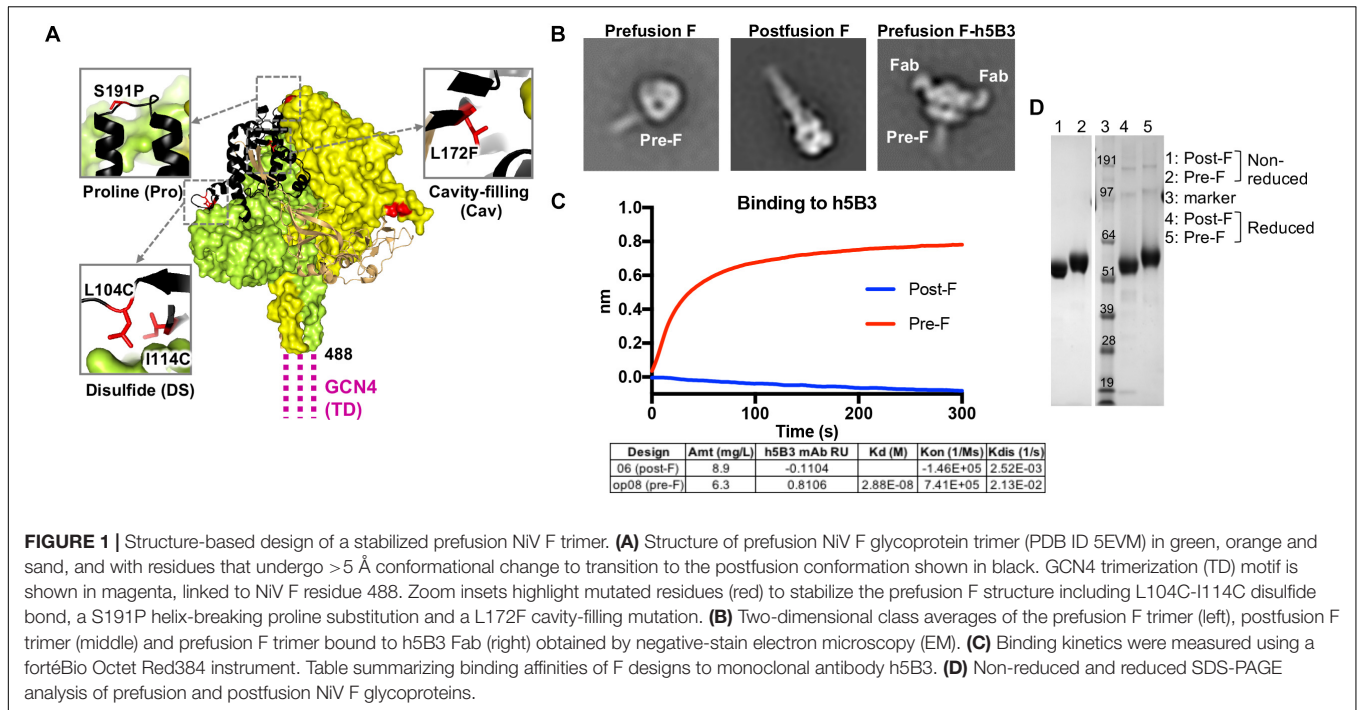 A
S191P
Proline (Pro)
L172F
Cavity-filling
(Cav)
L104C
I114C
Disulfide (DS)
488
GCN4
(TD)
B
Prefusion F
Postfusion F
Prefusion F-h5B3
Pre-F
Fab
Fab
Pre-F
C
Binding to h5B3
1.0
0.8
0.6
0.4
0.2
0.0
nm
Post-F
Pre-F
0
100
200
300
Time (s)
Design Amt (mg/L) h5B3 mAb RU Kd (M) Kon (1/Ms) Kdis (1/s)
06 (post-F) 8.9 -0.1104 -1.46E+05 2.52E-03
op08 (pre-F) 6.3 0.8106 2.88E-08 7.41E+05 2.13E-02
D
1 2 3 4 5
191
97
64
51
39
28
19
1: Post-F
2: Pre-F
Non-
reduced
3: marker
4: Post-F
5: Pre-F
Reduced
FIGURE 1 | Structure-based design of a stabilized prefusion NiV F trimer. (A) Structure of prefusion NiV F glycoprotein trimer (PDB ID 5EVM) in green, orange and
sand, and with residues that undergo >5 Å conformational change to transition to the postfusion conformation shown in black. GCN4 trimerization (TD) motif is
shown in magenta, linked to NiV F residue 488. Zoom insets highlight mutated residues (red) to stabilize the prefusion F structure including L104C-I114C disulfide
bond, a S191P helix-breaking proline substitution and a L172F cavity-filling mutation. (B) Two-dimensional class averages of the prefusion F trimer (left), postfusion F
trimer (middle) and prefusion F trimer bound to h5B3 Fab (right) obtained by negative-stain electron microscopy (EM). (C) Binding kinetics were measured using a
fortéBio Octet Red384 instrument. Table summarizing binding affinities of F designs to monoclonal antibody h5B3. (D) Non-reduced and reduced SDS-PAGE
analysis of prefusion and postfusion NiV F glycoproteins.